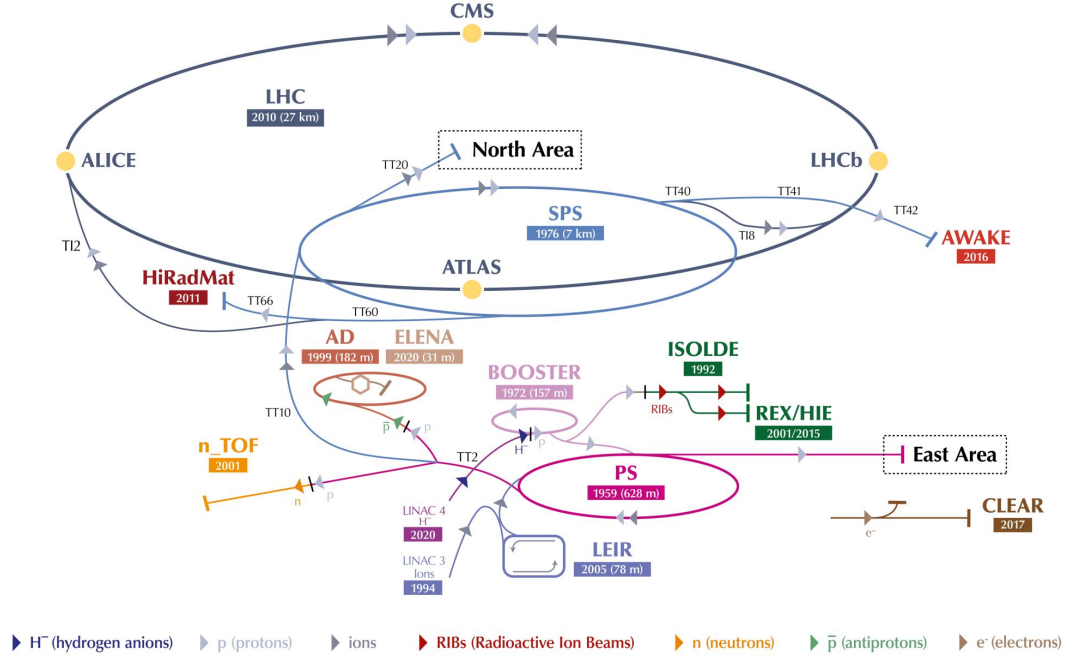 CMS
LHC
2010 (27 km)
North Area
TT20
ALICE
LHCb
SPS
1976 (7 km)
TT40
TT41
TT42
TI8
AWAKE
2016
TI2
ATLAS
HiRadMat
2011
TT66
TT60
AD
1999 (182 m)
ELENA
2020 (31 m)
BOOSTER
1972 (157 m)
ISOLDE
1992
RIBs
REX/HIE
2001/2015
TT10
p̅
p
H⁻
p
n_TOF
2001
TT2
East Area
PS
1959 (628 m)
n
p
LINAC 4
H⁻
2020
CLEAR
2017
e⁻
LINAC 3
Ions
1994
LEIR
2005 (78 m)
H⁻ (hydrogen anions)
p (protons)
ions
RIBs (Radioactive Ion Beams)
n (neutrons)
p̅ (antiprotons)
e⁻ (electrons)